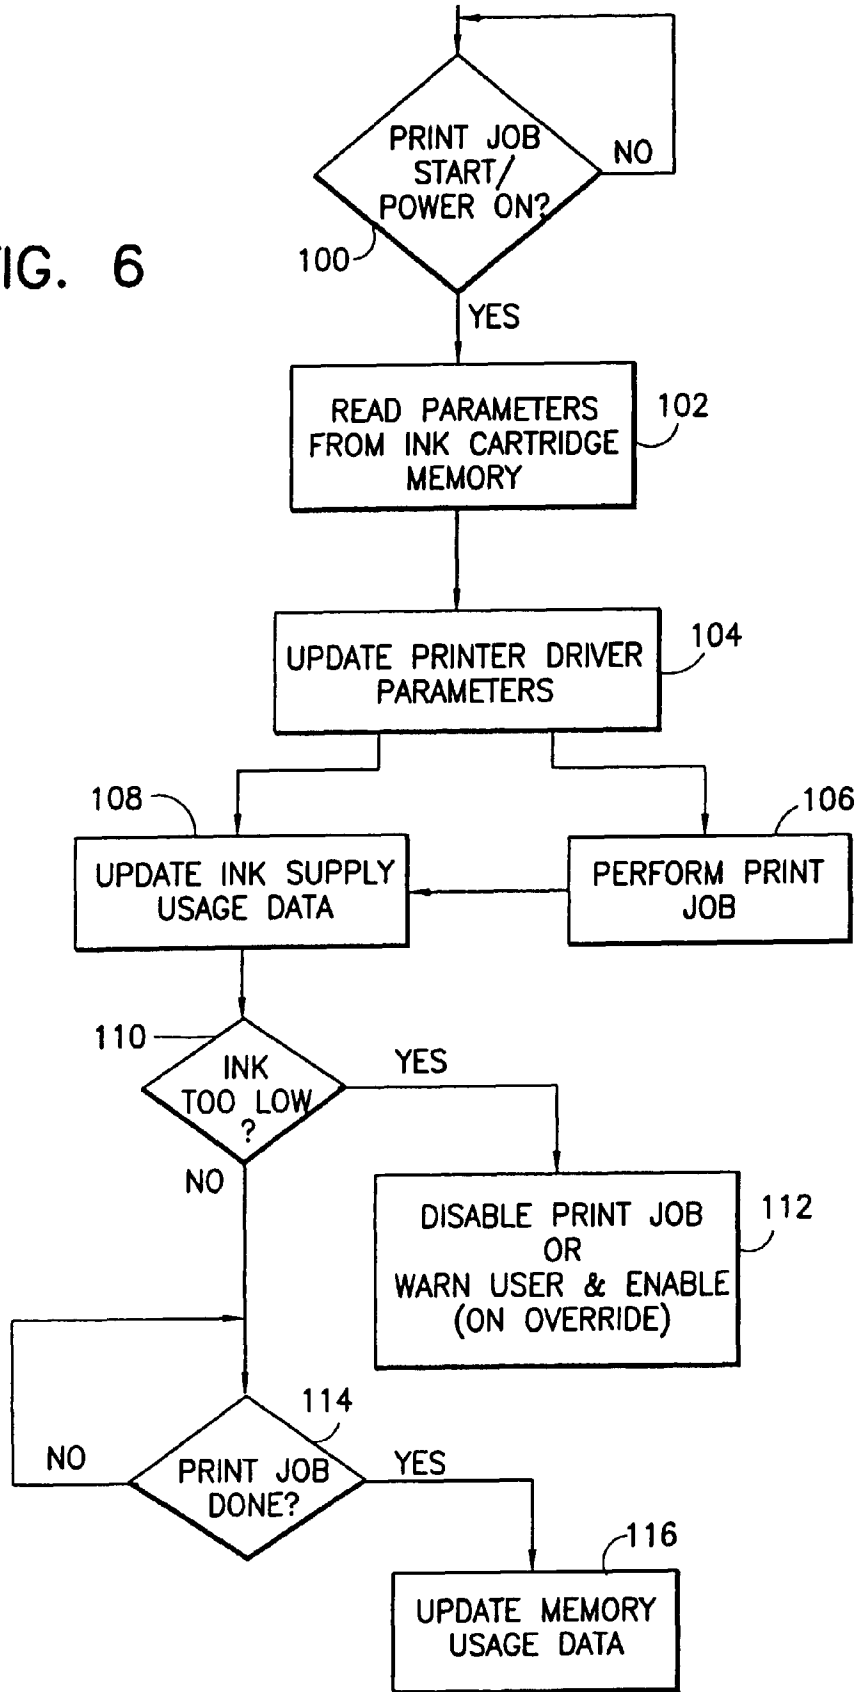 PRINT JOB
START/
POWER ON?
NO
100
FIG. 6
YES
READ PARAMETERS
FROM INK CARTRIDGE
MEMORY
102
UPDATE PRINTER DRIVER
PARAMETERS
104
108
106
UPDATE INK SUPPLY
USAGE DATA
PERFORM PRINT
JOB
110
INK
TOO LOW
?
YES
NO
DISABLE PRINT JOB
OR
WARN USER & ENABLE
(ON OVERRIDE)
112
114
NO
PRINT JOB
DONE?
YES
116
UPDATE MEMORY
USAGE DATA